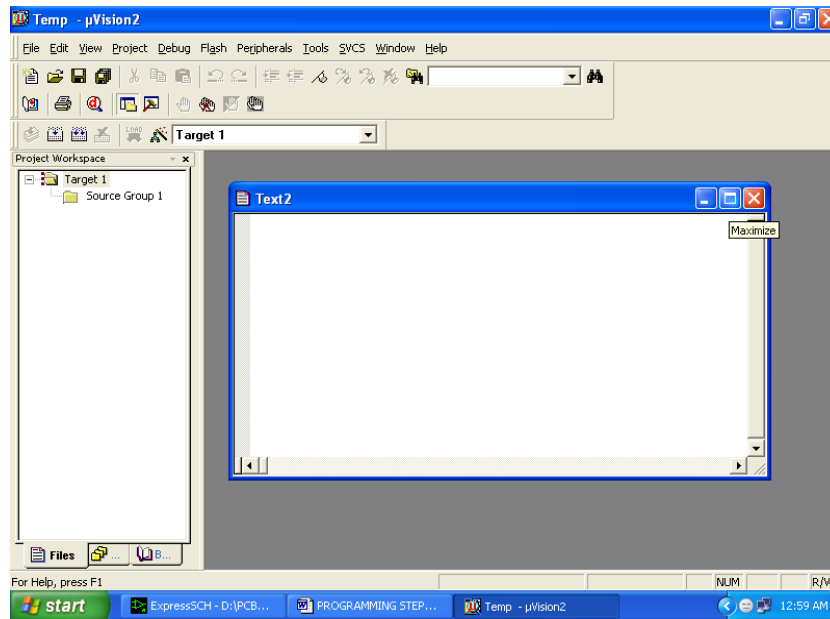 Temp - µVision2
File Edit View Project Debug Flash Peripherals Tools SVCS Window Help
LOAD
Target 1
Project Workspace
Target 1
Source Group 1
Text2
Maximize
Files ... B...
For Help, press F1
NUM R/W
start ExpressSCH - D:\PCB... PROGRAMMING STEP... Temp - µVision2 12:59 AM